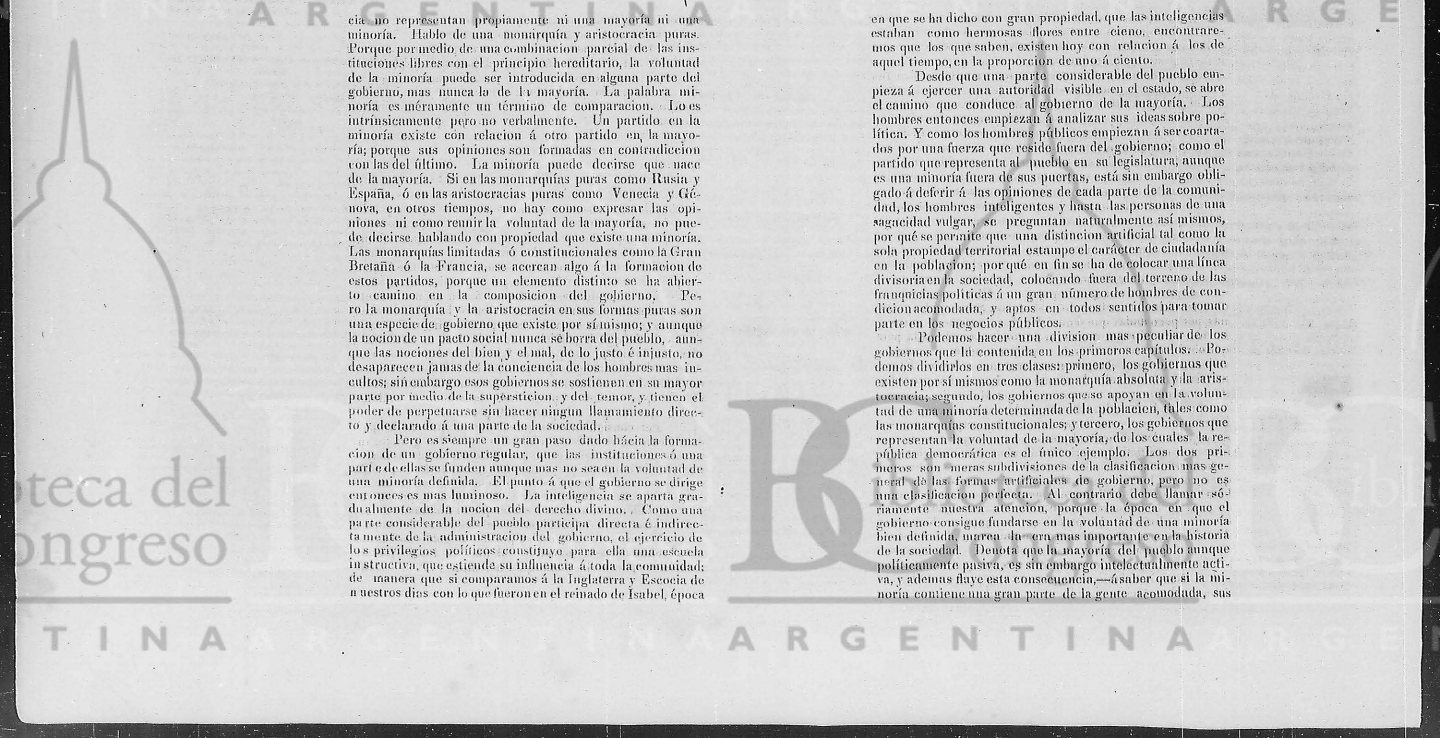 cia no representan propiamente ni una mayoría ni una
minoría. Hablo de una monarquía y aristocracia puras.
Porque por medio de una combinacion parcial de las ins-
tituciones libres con el principio hereditario, la voluntad
de la minoría puede ser introducida en alguna parte del
gobierno, mas nunca la de la mayoría. La palabra mi-
noría es méramente un término de comparacion. Lo es
intrínsicamente pero no verbalmente. Un partido en la
minoría existe con relacion á otro partido en la mayo-
ría; porque sus opiniones son formadas en contradiccion
con las del último. La minoría puede decirse que nace
de la mayoría. Si en las monarquías puras como Rusia y
España, ó en las aristocracias puras como Venecia y Gé-
nova, en otros tiempos, no hay como expresar las opi-
niones ni como reunir la voluntad de la mayoría, no pue-
de decirse hablando con propiedad que existe una minoría.
Las monarquías limitadas ó constitucionales como la Gran
Bretaña ó la Francia, se acercan algo á la formacion de
estos partidos, porque un elemento distinto se ha abier-
to camino en la composicion del gobierno. Pe-
ro la monarquía y la aristocracia en sus formas puras son
una especie de gobierno que existe por sí mismo; y aunque
la nocion de un pacto social nunca se borra del pueblo, aun-
que las nociones del bien y el mal, de lo justo é injusto, no
desaparecen jamas de la conciencia de los hombres mas in-
cultos; sin embargo esos gobiernos se sostienen en su mayor
parte por medio de la supersticion y del temor, y tienen el
poder de perpetuarse sin hacer ningun llamamiento direc-
to y declarado á una parte de la sociedad.
Pero es siempre un gran paso dado hácia la forma-
cion de un gobierno regular, que las instituciones ó una
parte de ellas se funden aunque mas no sea en la voluntad de
una minoría definida. El punto á que el gobierno se dirige
entonces es mas luminoso. La inteligencia se aparta gra-
dualmente de la nocion del derecho divino. Como una
parte considerable del pueblo participa directa é indirec-
tamente de la administracion del gobierno, el ejercicio de
los privilegios políticos constituye para ella una escuela
instructiva, que estiende su influencia á toda la comunidad;
de manera que si comparamos á la Inglaterra y Escocia de
nuestros dias con lo que fueron en el reinado de Isabel, época
en que se ha dicho con gran propiedad, que las inteligencias
estaban como hermosas flores entre cieno, encontrare-
mos que los que saben, existen hoy con relacion á los de
aquel tiempo, en la proporcion de uno á ciento.
Desde que una parte considerable del pueblo em-
pieza á ejercer una autoridad visible en el estado, se abre
el camino que conduce al gobierno de la mayoría. Los
hombres entonces empiezan á analizar sus ideas sobre po-
lítica. Y como los hombres públicos empiezan á ser coarta-
dos por una fuerza que reside fuera del gobierno; como el
partido que representa al pueblo en su legislatura, aunque
es una minoría fuera de sus puertas, está sin embargo obli-
gado á deferir á las opiniones de cada parte de la comuni-
dad, los hombres inteligentes y hasta las personas de una
sagacidad vulgar, se preguntan naturalmente así mismos,
por qué se permite que una distincion artificial tal como la
sola propiedad territorial estampe el carácter de ciudadanía
en la poblacion; por qué en fin se ha de colocar una línea
divisoria en la sociedad, colocando fuera del terreno de las
franquicias políticas á un gran número de hombres de con-
dicion acomodada, y aptos en todos sentidos para tomar
parte en los negocios públicos.
Podemos hacer una division mas peculiar de los
gobiernos que la contenida en los primeros capítulos. Po-
demos dividirlos en tres clases: primero, los gobiernos que
existen por sí mismos como la monarquía absoluta y la aris-
tocracia; segundo, los gobiernos que se apoyan en la volun-
tad de una minoría determinada de la poblacion, tales como
las monarquías constitucionales; y tercero, los gobiernos que
representan la voluntad de la mayoría, de los cuales la re-
pública democrática es el único ejemplo. Los dos pri-
meros son meras subdivisiones de la clasificacion mas ge-
neral de las formas artificiales de gobierno, pero no es
una clasificacion perfecta. Al contrario debe llamar sé-
riamente nuestra atencion, porque la época en que el
gobierno consigue fundarse en la voluntad de una minoría
bien definida, marca la era mas importante en la historia
de la sociedad. Denota que la mayoría del pueblo aunque
políticamente pasiva, es sin embargo intelectualmente acti-
va, y ademas fluye esta consecuencia,—á saber que si la mi-
noría contiene una gran parte de la gente acomodada, sus